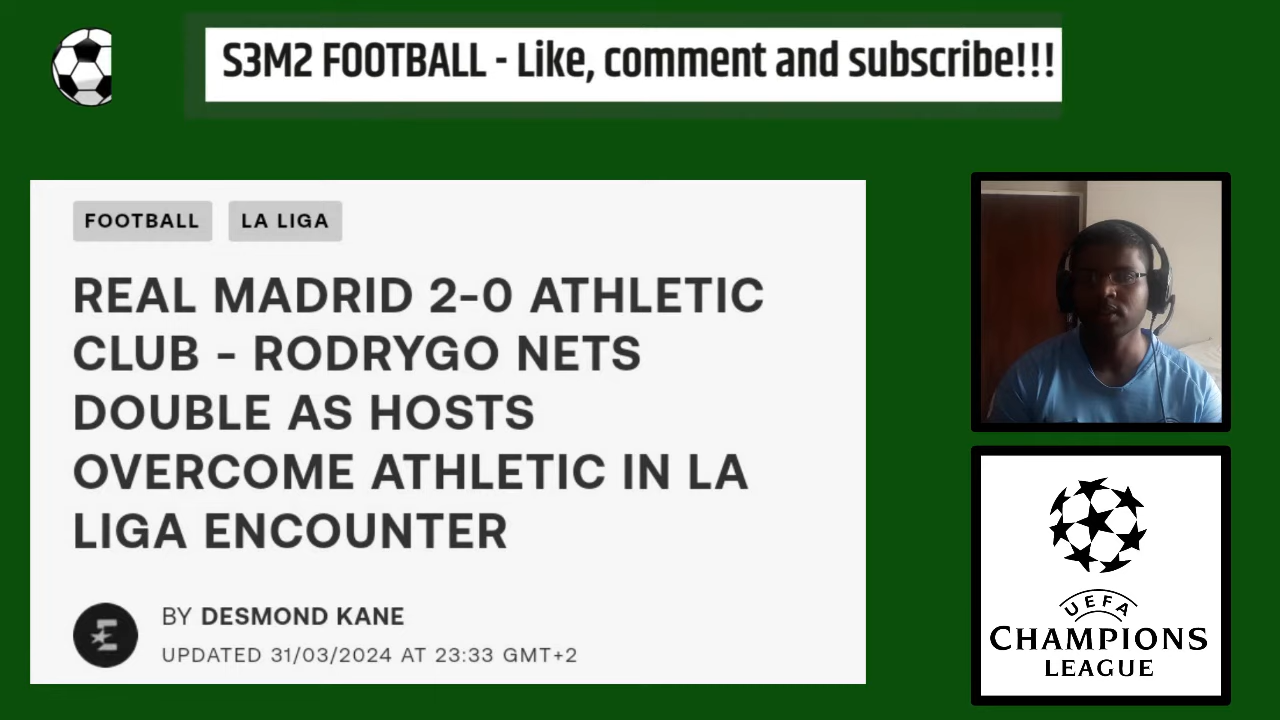 S3M2 FOOTBALL - Like, comment and subscribe!!!
FOOTBALL LA LIGA
REAL MADRID 2-0 ATHLETIC
CLUB - RODRYGO NETS
DOUBLE AS HOSTS
OVERCOME ATHLETIC IN LA
LIGA ENCOUNTER
BY DESMOND KANE
UPDATED 31/03/2024 AT 23:33 GMT+2
UEFA
CHAMPIONS
LEAGUE